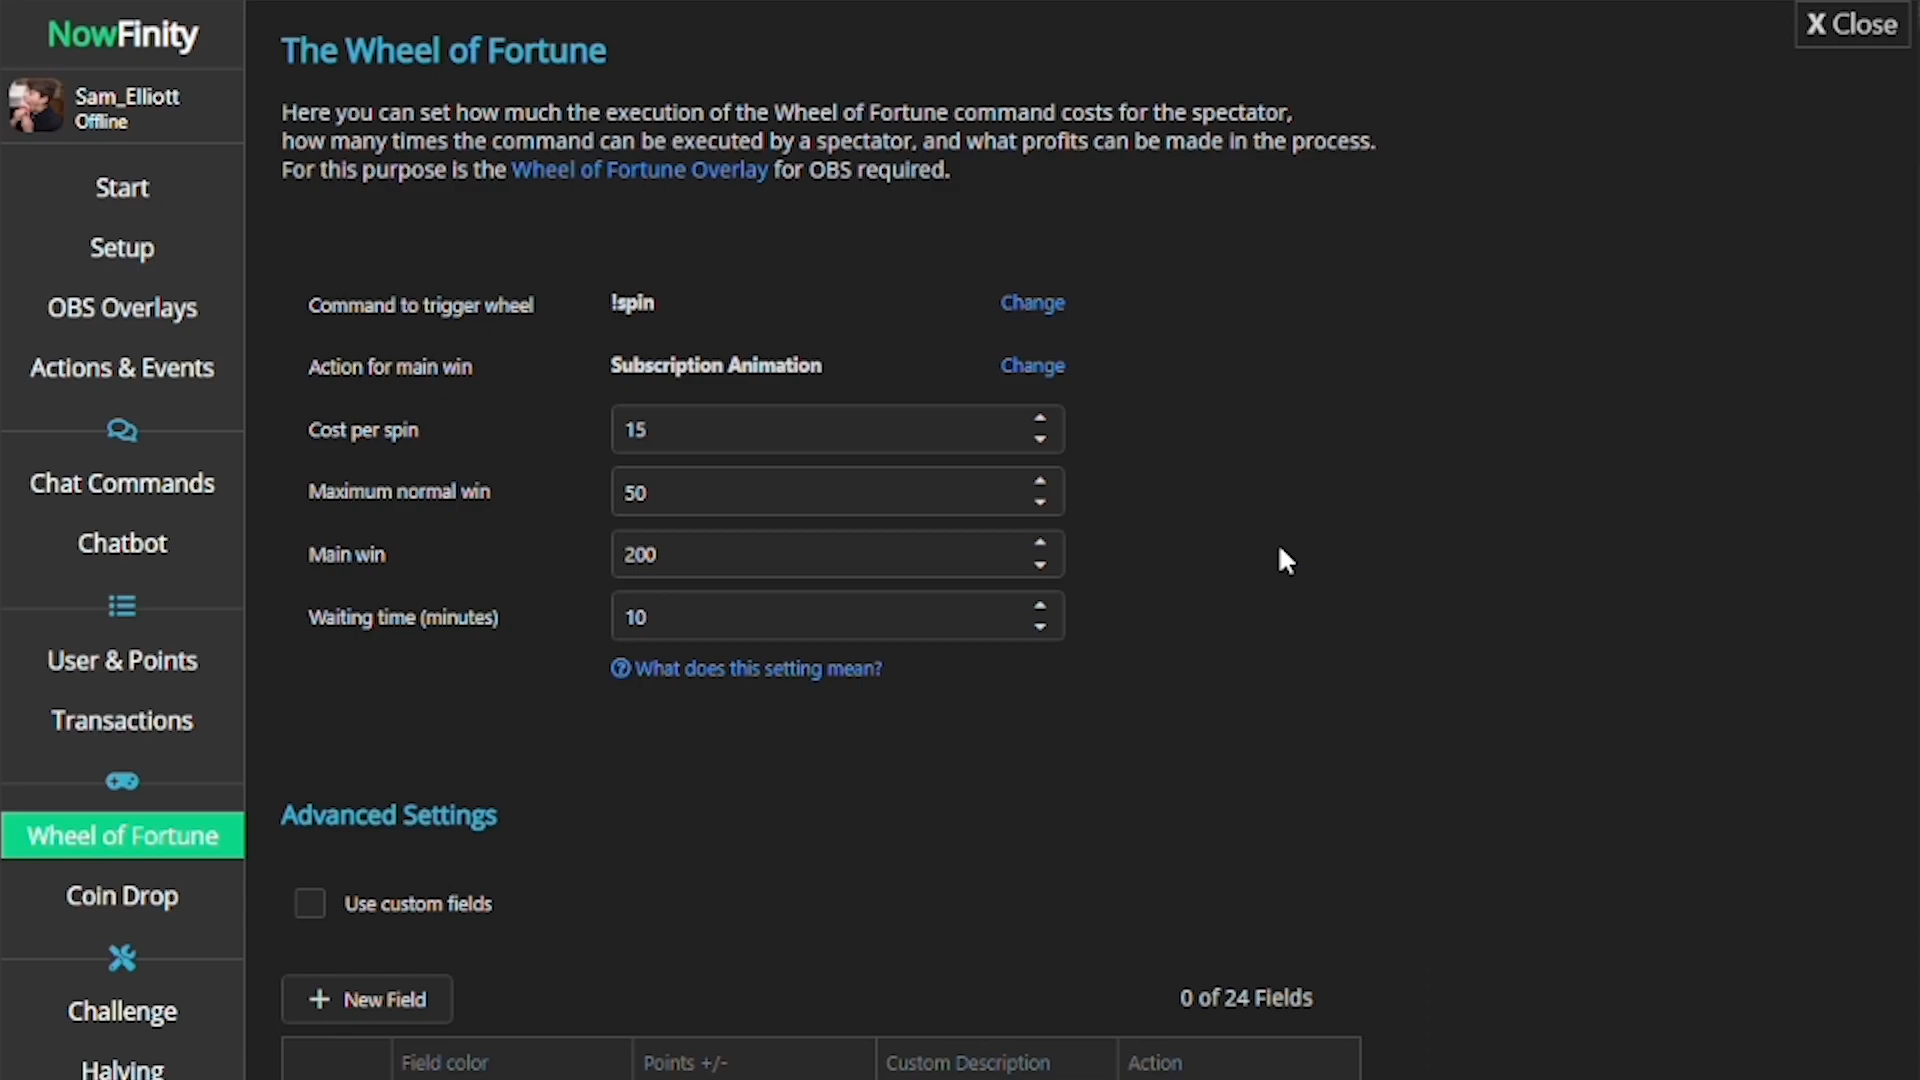 NowFinity
Sam_Elliott
Offline
Start
Setup
OBS Overlays
Actions & Events
Chat Commands
Chatbot
User & Points
Transactions
Wheel of Fortune
Coin Drop
Challenge
Halving
X Close
The Wheel of Fortune
Here you can set how much the execution of the Wheel of Fortune command costs for the spectator,
how many times the command can be executed by a spectator, and what profits can be made in the process.
For this purpose is the Wheel of Fortune Overlay for OBS required.
Command to trigger wheel !spin Change
Action for main win Subscription Animation Change
Cost per spin 15
Maximum normal win 50
Main win 200
Waiting time (minutes) 10
? What does this setting mean?
Advanced Settings
Use custom fields
+ New Field 0 of 24 Fields
Field color Points +/- Custom Description Action